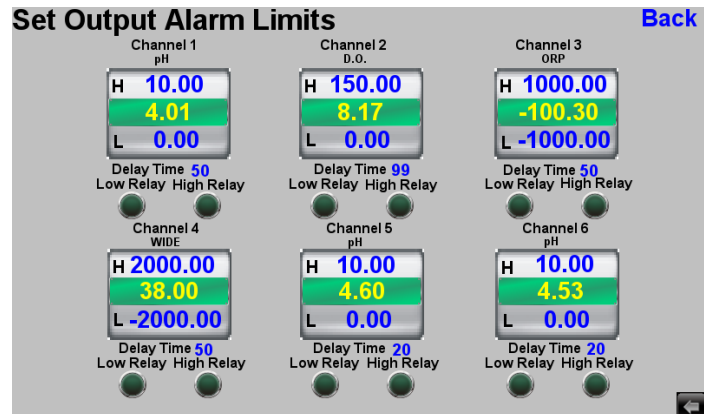 Set Output Alarm Limits
Back
Channel 1
pH
H 10.00
4.01
L 0.00
Delay Time 50
Low Relay High Relay
Channel 2
D.O.
H 150.00
8.17
L 0.00
Delay Time 99
Low Relay High Relay
Channel 3
ORP
H 1000.00
-100.30
L -1000.00
Delay Time 50
Low Relay High Relay
Channel 4
WIDE
H 2000.00
38.00
L -2000.00
Delay Time 50
Low Relay High Relay
Channel 5
pH
H 10.00
4.60
L 0.00
Delay Time 20
Low Relay High Relay
Channel 6
pH
H 10.00
4.53
L 0.00
Delay Time 20
Low Relay High Relay